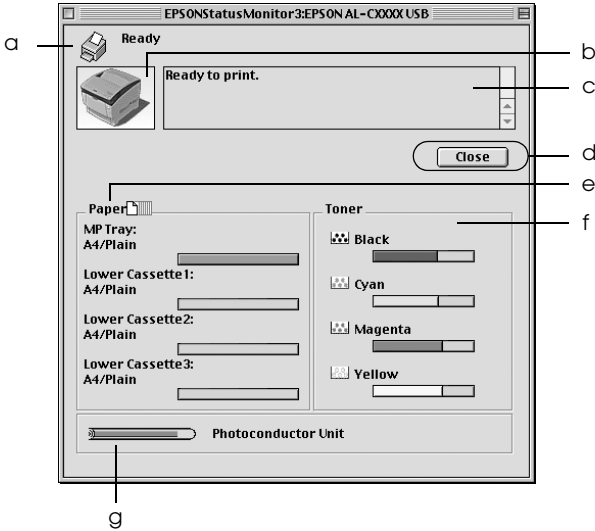 EPSONStatusMonitor3:EPSON AL-CXXXX USB
a
Ready
b
Ready to print.
c
Close
d
e
Paper
Toner
f
MP Tray:
A4/Plain
Lower Cassette1:
A4/Plain
Lower Cassette2:
A4/Plain
Lower Cassette3:
A4/Plain
Black
Cyan
Magenta
Yellow
Photoconductor Unit
g